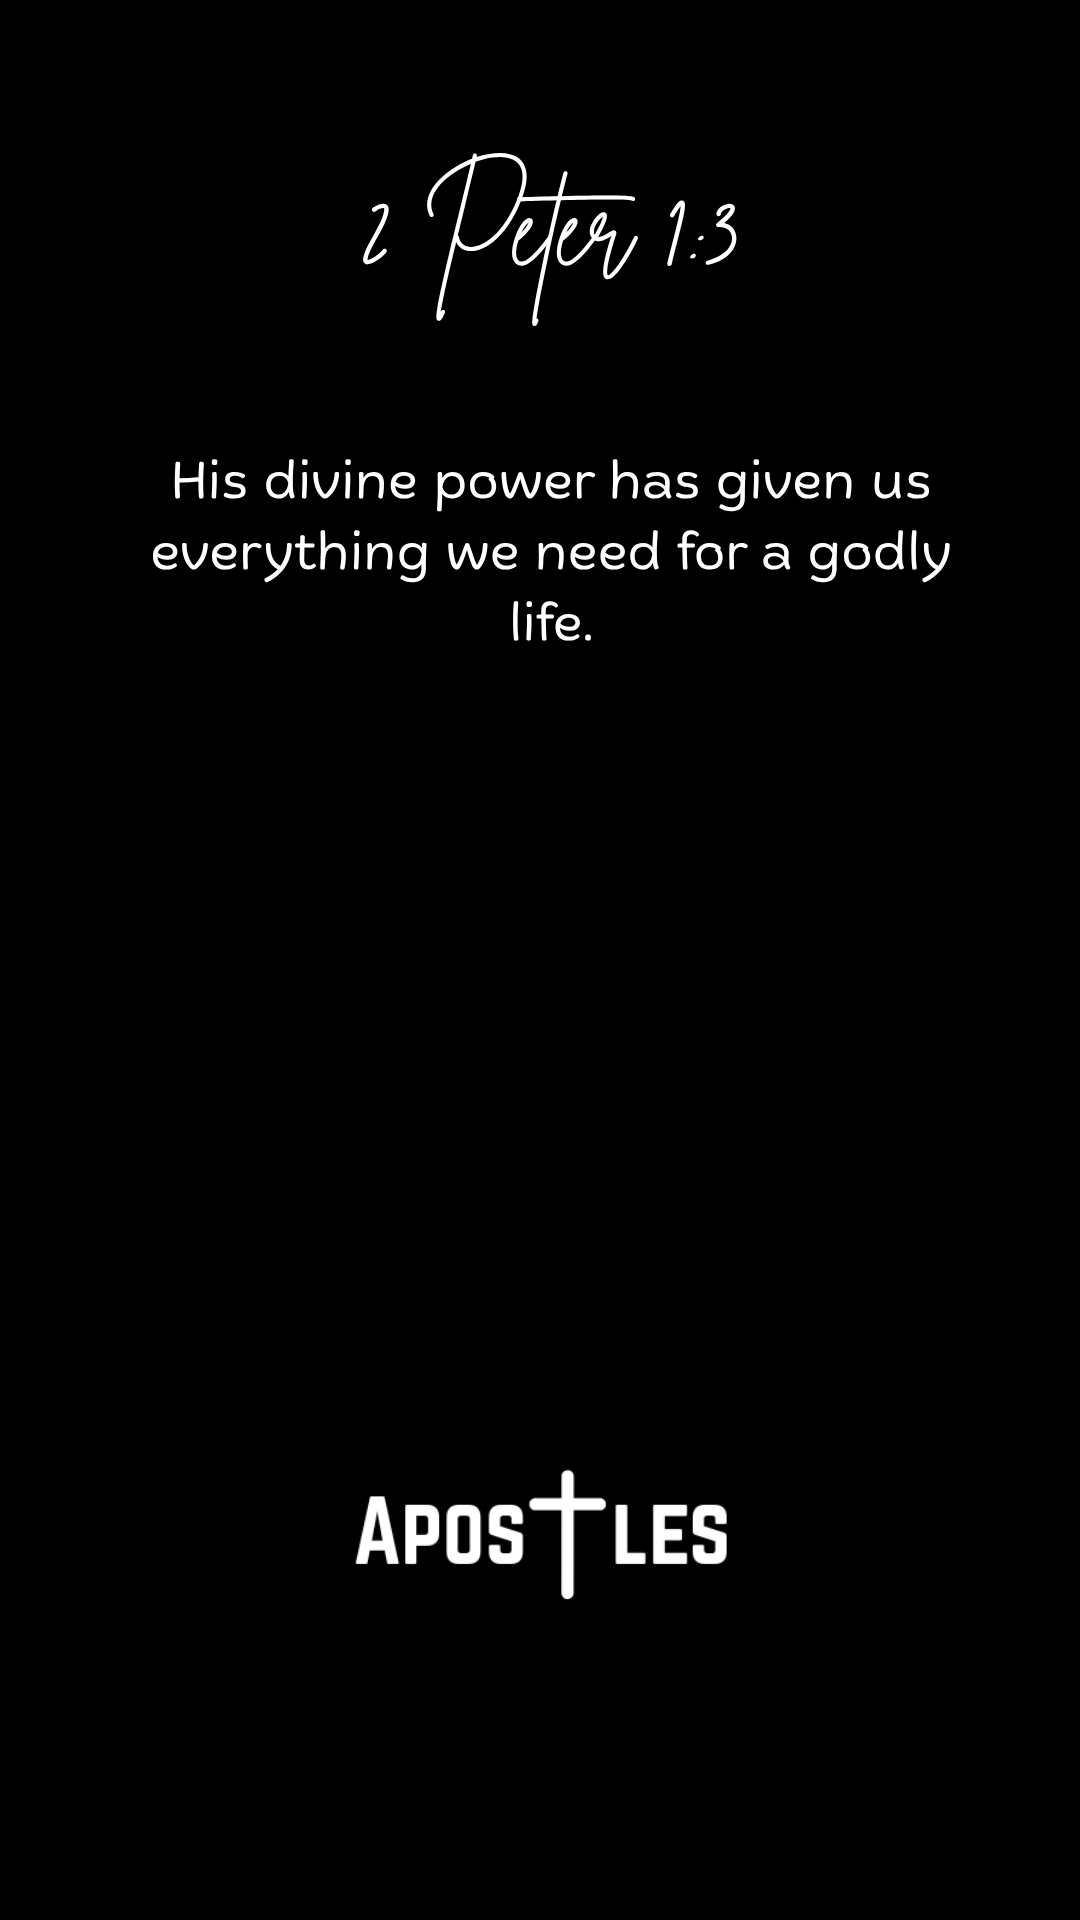 2 Peter 1:3
His divine power has given us
everything we need for a godly
life.
APOSTLES